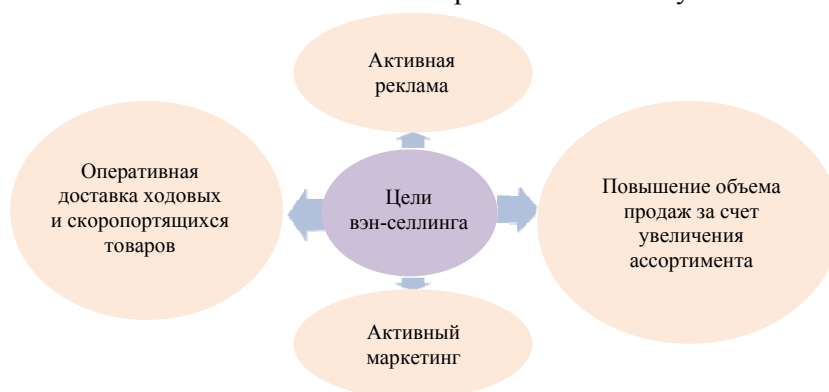 Активная
реклама
Оперативная
доставка ходовых
и скоропортящихся
товаров
Цели
вэн-селлинга
Повышение объема
продаж за счет
увеличения
ассортимента
Активный
маркетинг